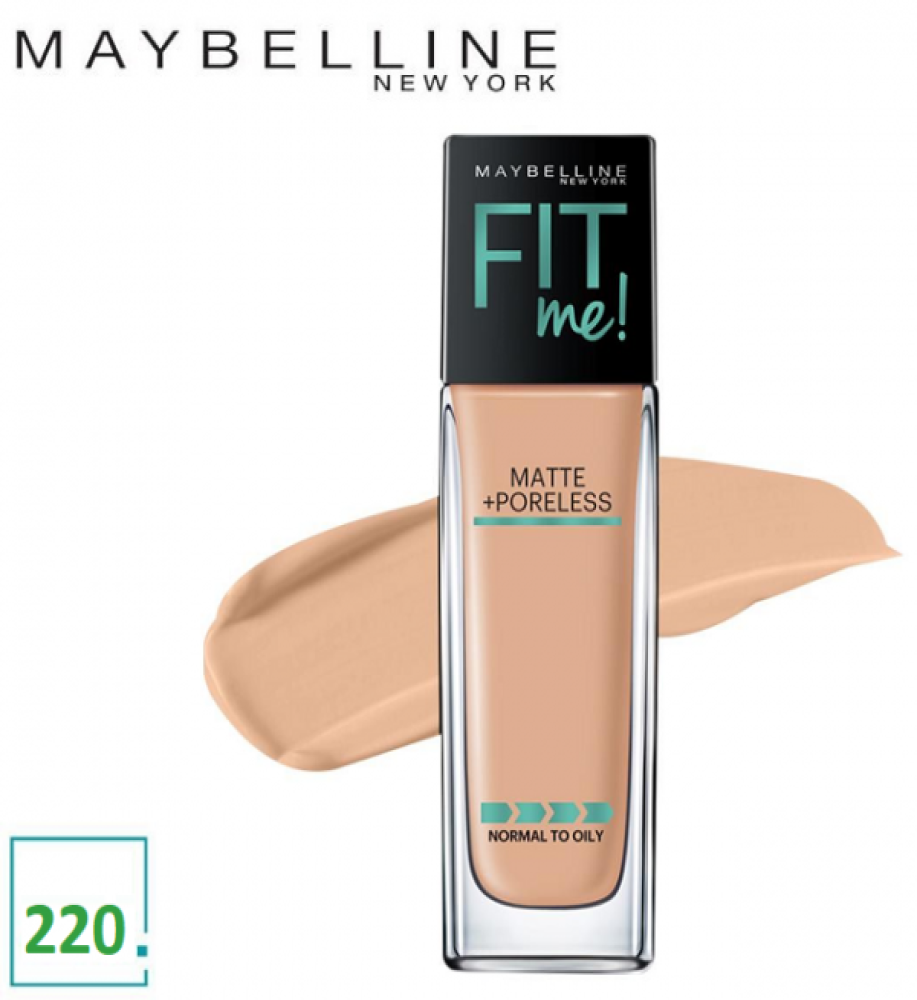 MAYBELLINE
NEW YORK
MAYBELLINE
NEW YORK
FIT
me!
MATTE
+PORELESS
NORMAL TO OILY
220